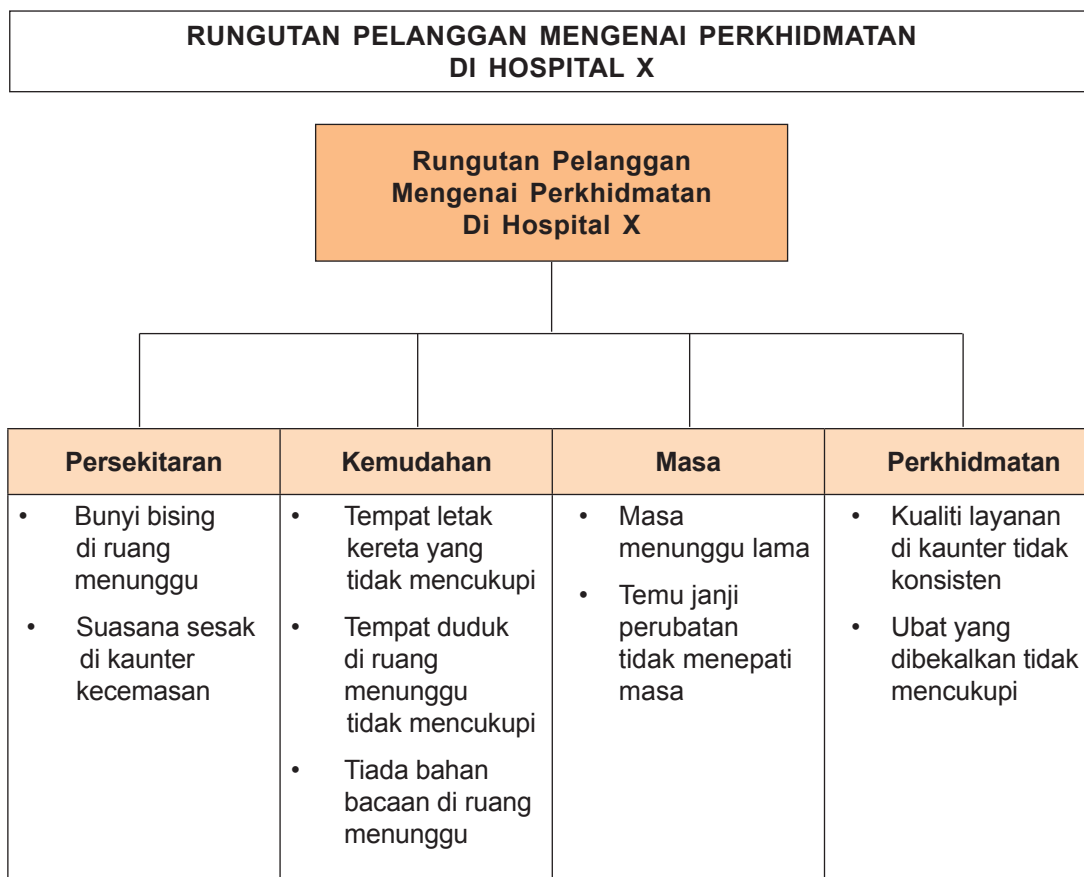 RUNGUTAN PELANGGAN MENGENAI PERKHIDMATAN
DI HOSPITAL X
Rungutan Pelanggan
Mengenai Perkhidmatan
Di Hospital X
Persekitaran
• Bunyi bising
di ruang
menunggu
• Suasana sesak
di kaunter
kecemasan
Kemudahan
• Tempat letak
kereta yang
tidak mencukupi
• Tempat duduk
di ruang
menunggu
tidak mencukupi
• Tiada bahan
bacaan di ruang
menunggu
Masa
• Masa
menunggu lama
• Temu janji
perubatan
tidak menepati
masa
Perkhidmatan
• Kualiti layanan
di kaunter tidak
konsisten
• Ubat yang
dibekalkan tidak
mencukupi